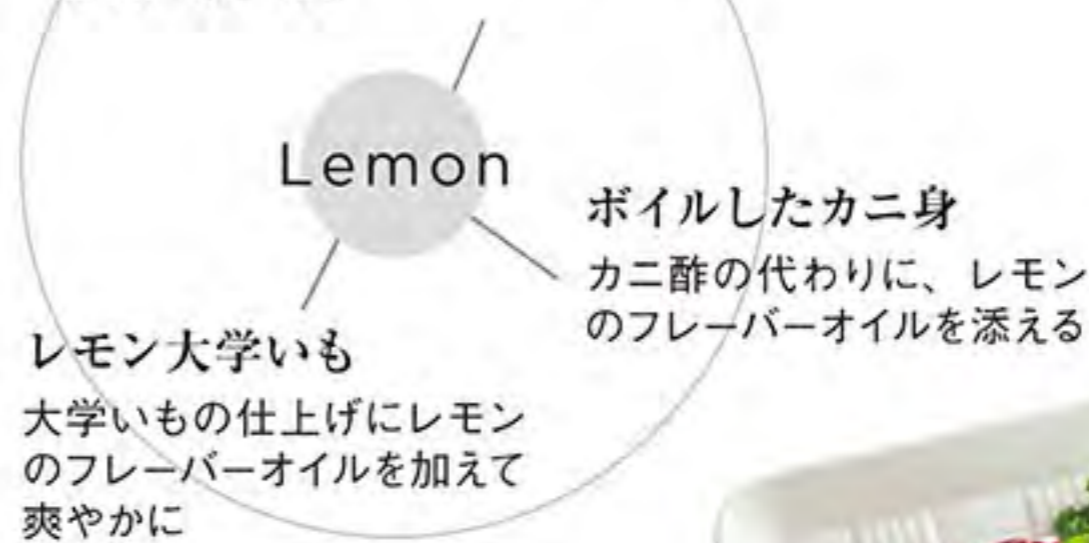 Lemon
ボイルしたカニ身
カニ酢の代わりに、レモン
のフレーバーオイルを添える
レモン大学いも
大学いもの仕上げにレモン
のフレーバーオイルを加えて
爽やかに